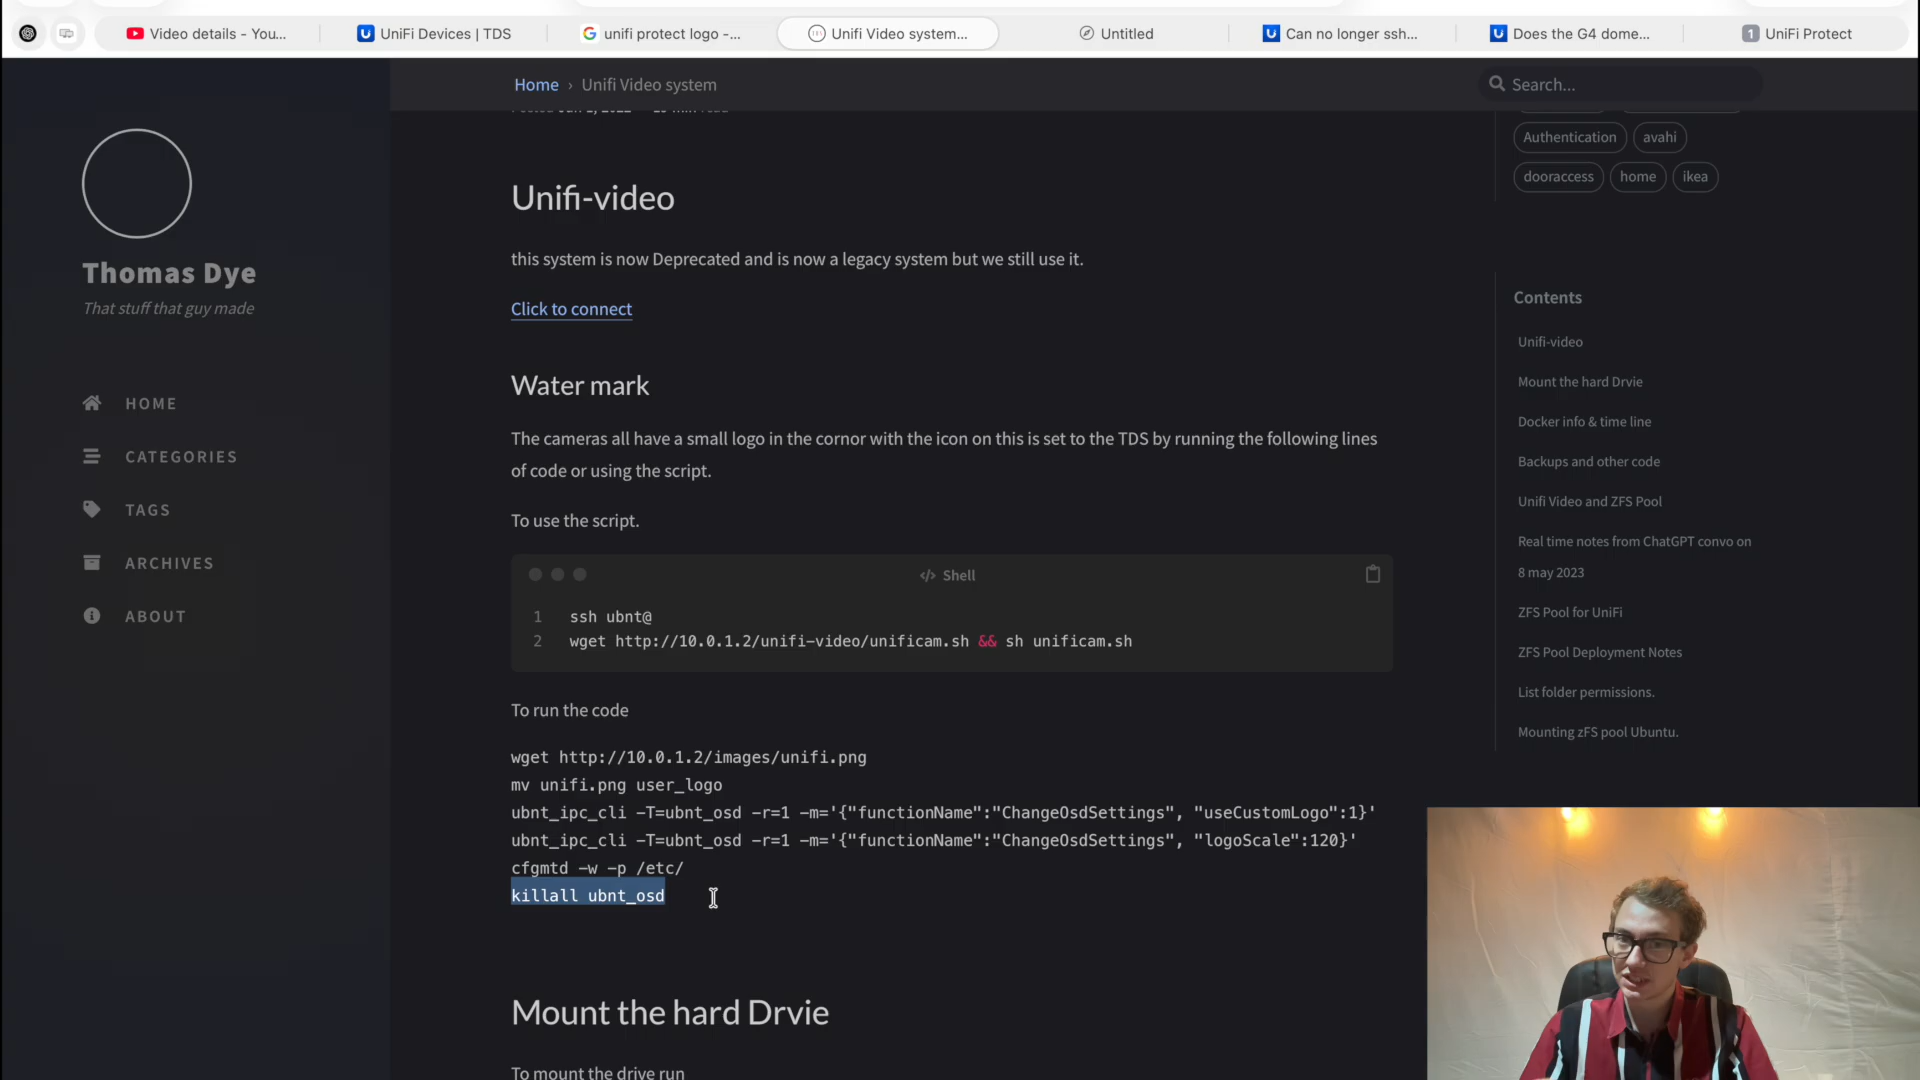 Video details - You...
UniFi Devices | TDS
unifi protect logo -...
Unifi Video system...
Untitled
Can no longer ssh...
Does the G4 dome...
1 UniFi Protect
Home › Unifi Video system
Search...
Thomas Dye
That stuff that guy made
HOME
CATEGORIES
TAGS
ARCHIVES
ABOUT
Unifi-video
this system is now Deprecated and is now a legacy system but we still use it.
Click to connect
Water mark
The cameras all have a small logo in the cornor with the icon on this is set to the TDS by running the following lines
of code or using the script.
To use the script.
</> Shell
1 ssh ubnt@
2 wget http://10.0.1.2/unifi-video/unificam.sh && sh unificam.sh
To run the code
wget http://10.0.1.2/images/unifi.png
mv unifi.png user_logo
ubnt_ipc_cli -T=ubnt_osd -r=1 -m='{"functionName":"ChangeOsdSettings", "useCustomLogo":1}'
ubnt_ipc_cli -T=ubnt_osd -r=1 -m='{"functionName":"ChangeOsdSettings", "logoScale":120}'
cfgmtd -w -p /etc/
killall ubnt_osd
Mount the hard Drvie
To mount the drive run
Authentication
avahi
dooraccess
home
ikea
Contents
Unifi-video
Mount the hard Drvie
Docker info & time line
Backups and other code
Unifi Video and ZFS Pool
Real time notes from ChatGPT convo on
8 may 2023
ZFS Pool for UniFi
ZFS Pool Deployment Notes
List folder permissions.
Mounting zFS pool Ubuntu.